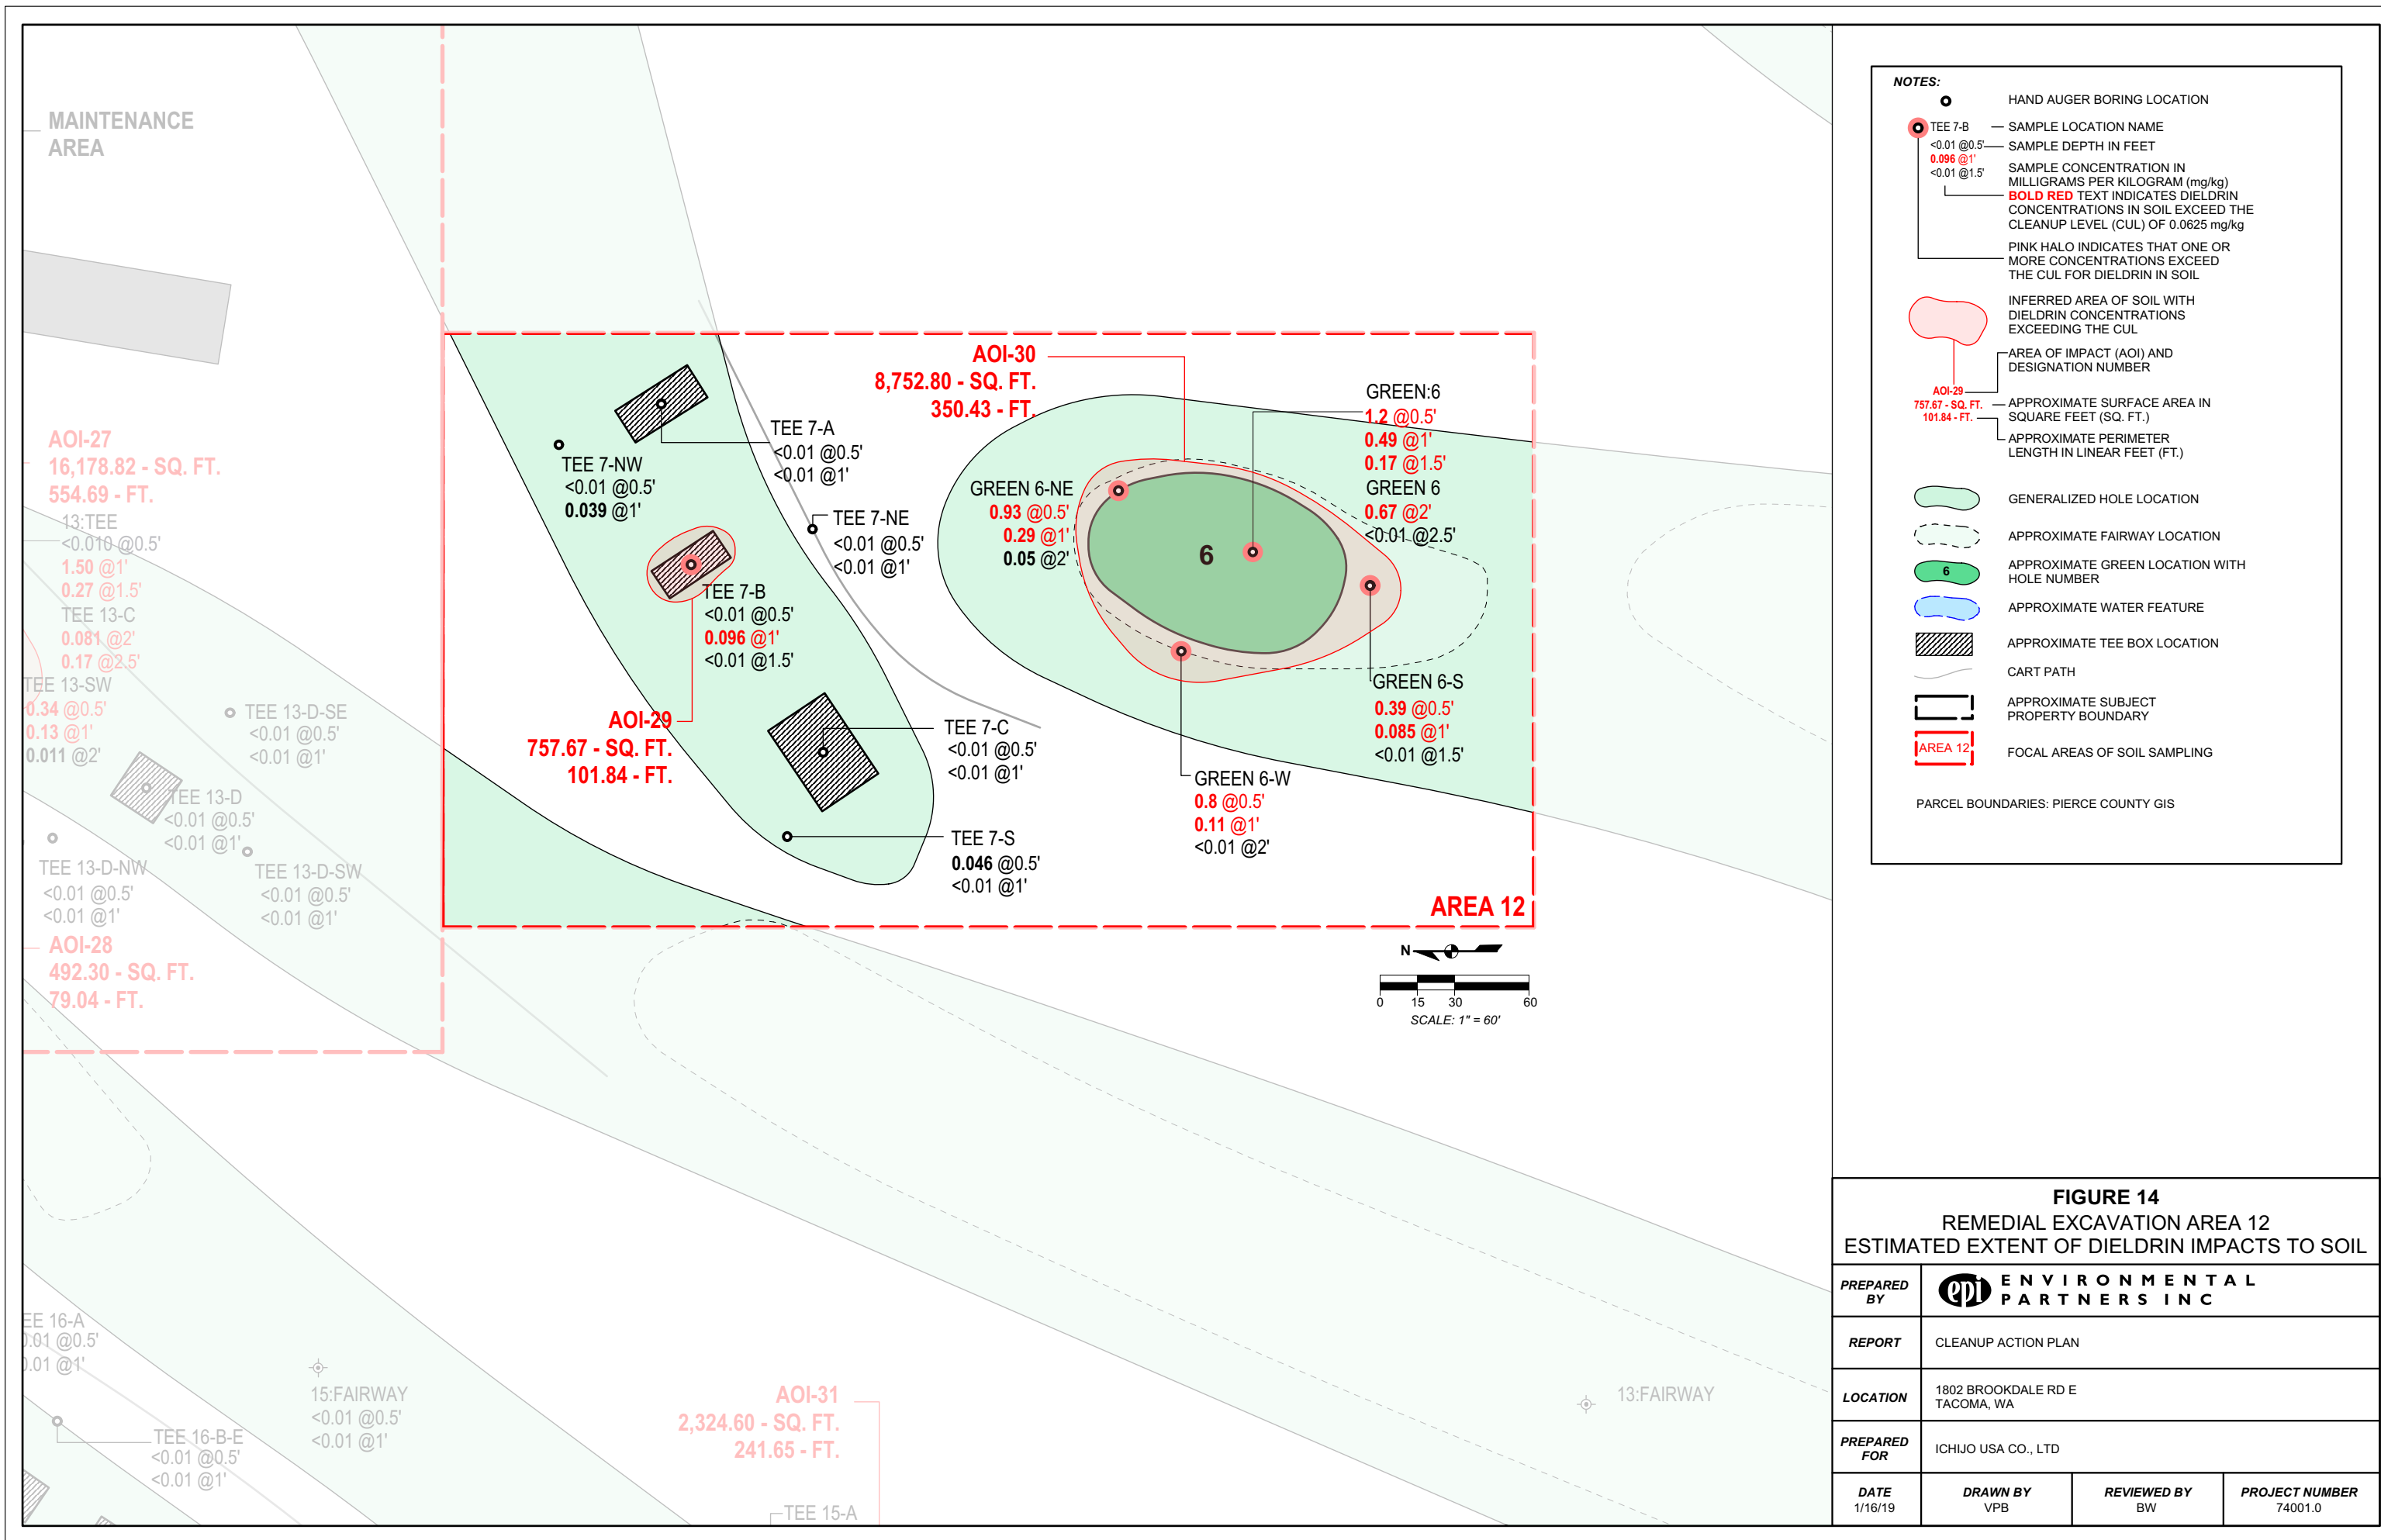 MAINTENANCE
AREA
AOI-27
16,178.82 - SQ. FT.
554.69 - FT.
13:TEE
<0.010 @0.5'
1.50 @1'
0.27 @1.5'
TEE 13-C
0.081 @2'
0.17 @2.5'
TEE 13-SW
0.34 @0.5'
0.13 @1'
0.011 @2'
TEE 13-D-SE
<0.01 @0.5'
<0.01 @1'
TEE 13-D
<0.01 @0.5'
<0.01 @1'
TEE 13-D-NW
<0.01 @0.5'
<0.01 @1'
TEE 13-D-SW
<0.01 @0.5'
<0.01 @1'
AOI-28
492.30 - SQ. FT.
79.04 - FT.
TEE 7-A
<0.01 @0.5'
<0.01 @1'
TEE 7-NW
<0.01 @0.5'
0.039 @1'
TEE 7-NE
<0.01 @0.5'
<0.01 @1'
TEE 7-B
<0.01 @0.5'
0.096 @1'
<0.01 @1.5'
AOI-29
757.67 - SQ. FT.
101.84 - FT.
TEE 7-C
<0.01 @0.5'
<0.01 @1'
TEE 7-S
0.046 @0.5'
<0.01 @1'
AOI-30
8,752.80 - SQ. FT.
350.43 - FT.
GREEN:6
1.2 @0.5'
0.49 @1'
0.17 @1.5'
GREEN 6
0.67 @2'
<0.01 @2.5'
GREEN 6-NE
0.93 @0.5'
0.29 @1'
0.05 @2'
6
GREEN 6-S
0.39 @0.5'
0.085 @1'
<0.01 @1.5'
GREEN 6-W
0.8 @0.5'
0.11 @1'
<0.01 @2'
AREA 12
N
0 15 30 60
SCALE: 1" = 60'
EE 16-A
0.01 @0.5'
0.01 @1'
TEE 16-B-E
<0.01 @0.5'
<0.01 @1'
15:FAIRWAY
<0.01 @0.5'
<0.01 @1'
AOI-31
2,324.60 - SQ. FT.
241.65 - FT.
TEE 15-A
13:FAIRWAY
NOTES:
HAND AUGER BORING LOCATION
TEE 7-B
<0.01 @0.5'
0.096 @1'
<0.01 @1.5'
SAMPLE LOCATION NAME
SAMPLE DEPTH IN FEET
SAMPLE CONCENTRATION IN
MILLIGRAMS PER KILOGRAM (mg/kg)
BOLD RED TEXT INDICATES DIELDRIN
CONCENTRATIONS IN SOIL EXCEED THE
CLEANUP LEVEL (CUL) OF 0.0625 mg/kg
PINK HALO INDICATES THAT ONE OR
MORE CONCENTRATIONS EXCEED
THE CUL FOR DIELDRIN IN SOIL
INFERRED AREA OF SOIL WITH
DIELDRIN CONCENTRATIONS
EXCEEDING THE CUL
AREA OF IMPACT (AOI) AND
DESIGNATION NUMBER
AOI-29
757.67 - SQ. FT.
101.84 - FT.
APPROXIMATE SURFACE AREA IN
SQUARE FEET (SQ. FT.)
APPROXIMATE PERIMETER
LENGTH IN LINEAR FEET (FT.)
GENERALIZED HOLE LOCATION
APPROXIMATE FAIRWAY LOCATION
6
APPROXIMATE GREEN LOCATION WITH
HOLE NUMBER
APPROXIMATE WATER FEATURE
APPROXIMATE TEE BOX LOCATION
CART PATH
APPROXIMATE SUBJECT
PROPERTY BOUNDARY
AREA 12
FOCAL AREAS OF SOIL SAMPLING
PARCEL BOUNDARIES: PIERCE COUNTY GIS
FIGURE 14
REMEDIAL EXCAVATION AREA 12
ESTIMATED EXTENT OF DIELDRIN IMPACTS TO SOIL
PREPARED
BY
epi ENVIRONMENTAL
PARTNERS INC
REPORT
CLEANUP ACTION PLAN
LOCATION
1802 BROOKDALE RD E
TACOMA, WA
PREPARED
FOR
ICHIJO USA CO., LTD
DATE
1/16/19
DRAWN BY
VPB
REVIEWED BY
BW
PROJECT NUMBER
74001.0